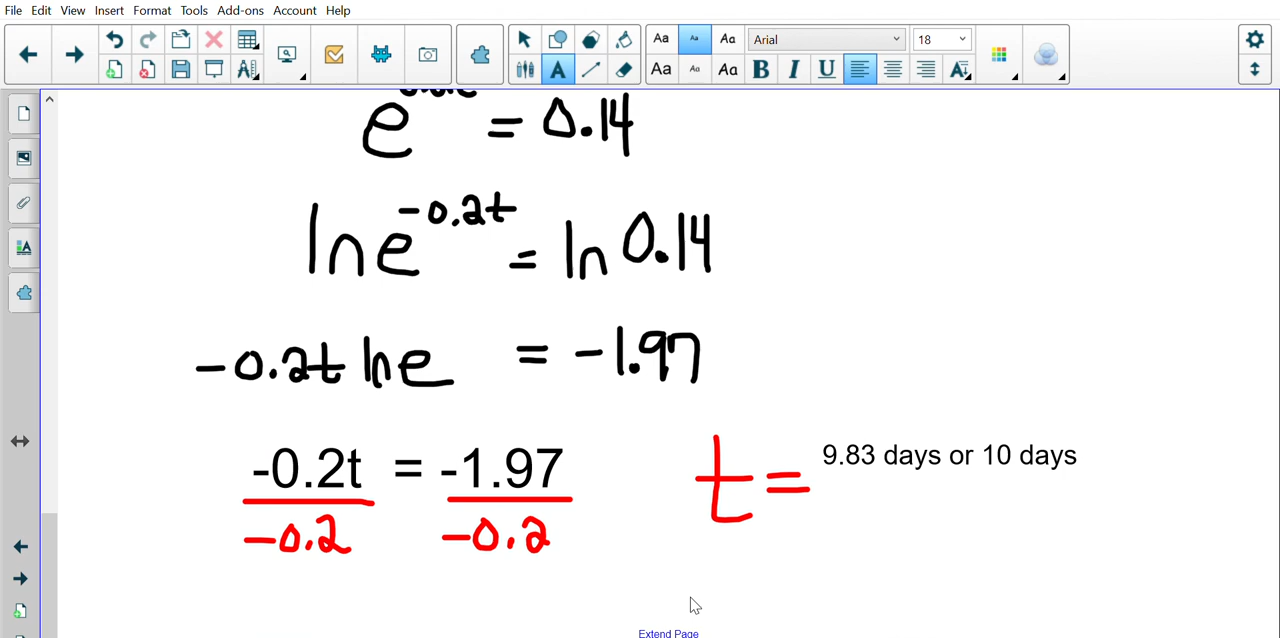 File Edit View Insert Format Tools Add-ons Account Help
Aa Aa Aa Arial 18
Aa Aa Aa B I U A
e = 0.14
ln e^-0.2t = ln 0.14
-0.2t ln e = -1.97
-0.2t = -1.97
-0.2 -0.2
t = 9.83 days or 10 days
Extend Page